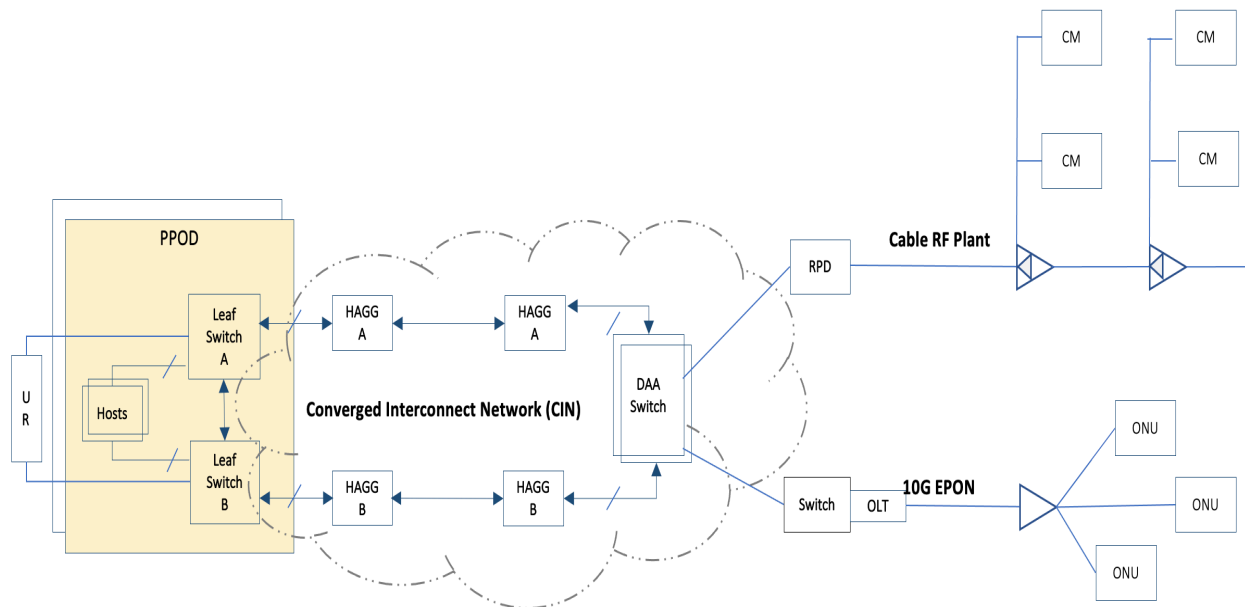 CM
CM
CM
CM
PPOD
Cable RF Plant
RPD
Leaf
Switch
A
HAGG
A
HAGG
A
U
R
Hosts
DAA
Switch
Converged Interconnect Network (CIN)
Leaf
Switch
B
HAGG
B
HAGG
B
Switch
OLT
10G EPON
ONU
ONU
ONU